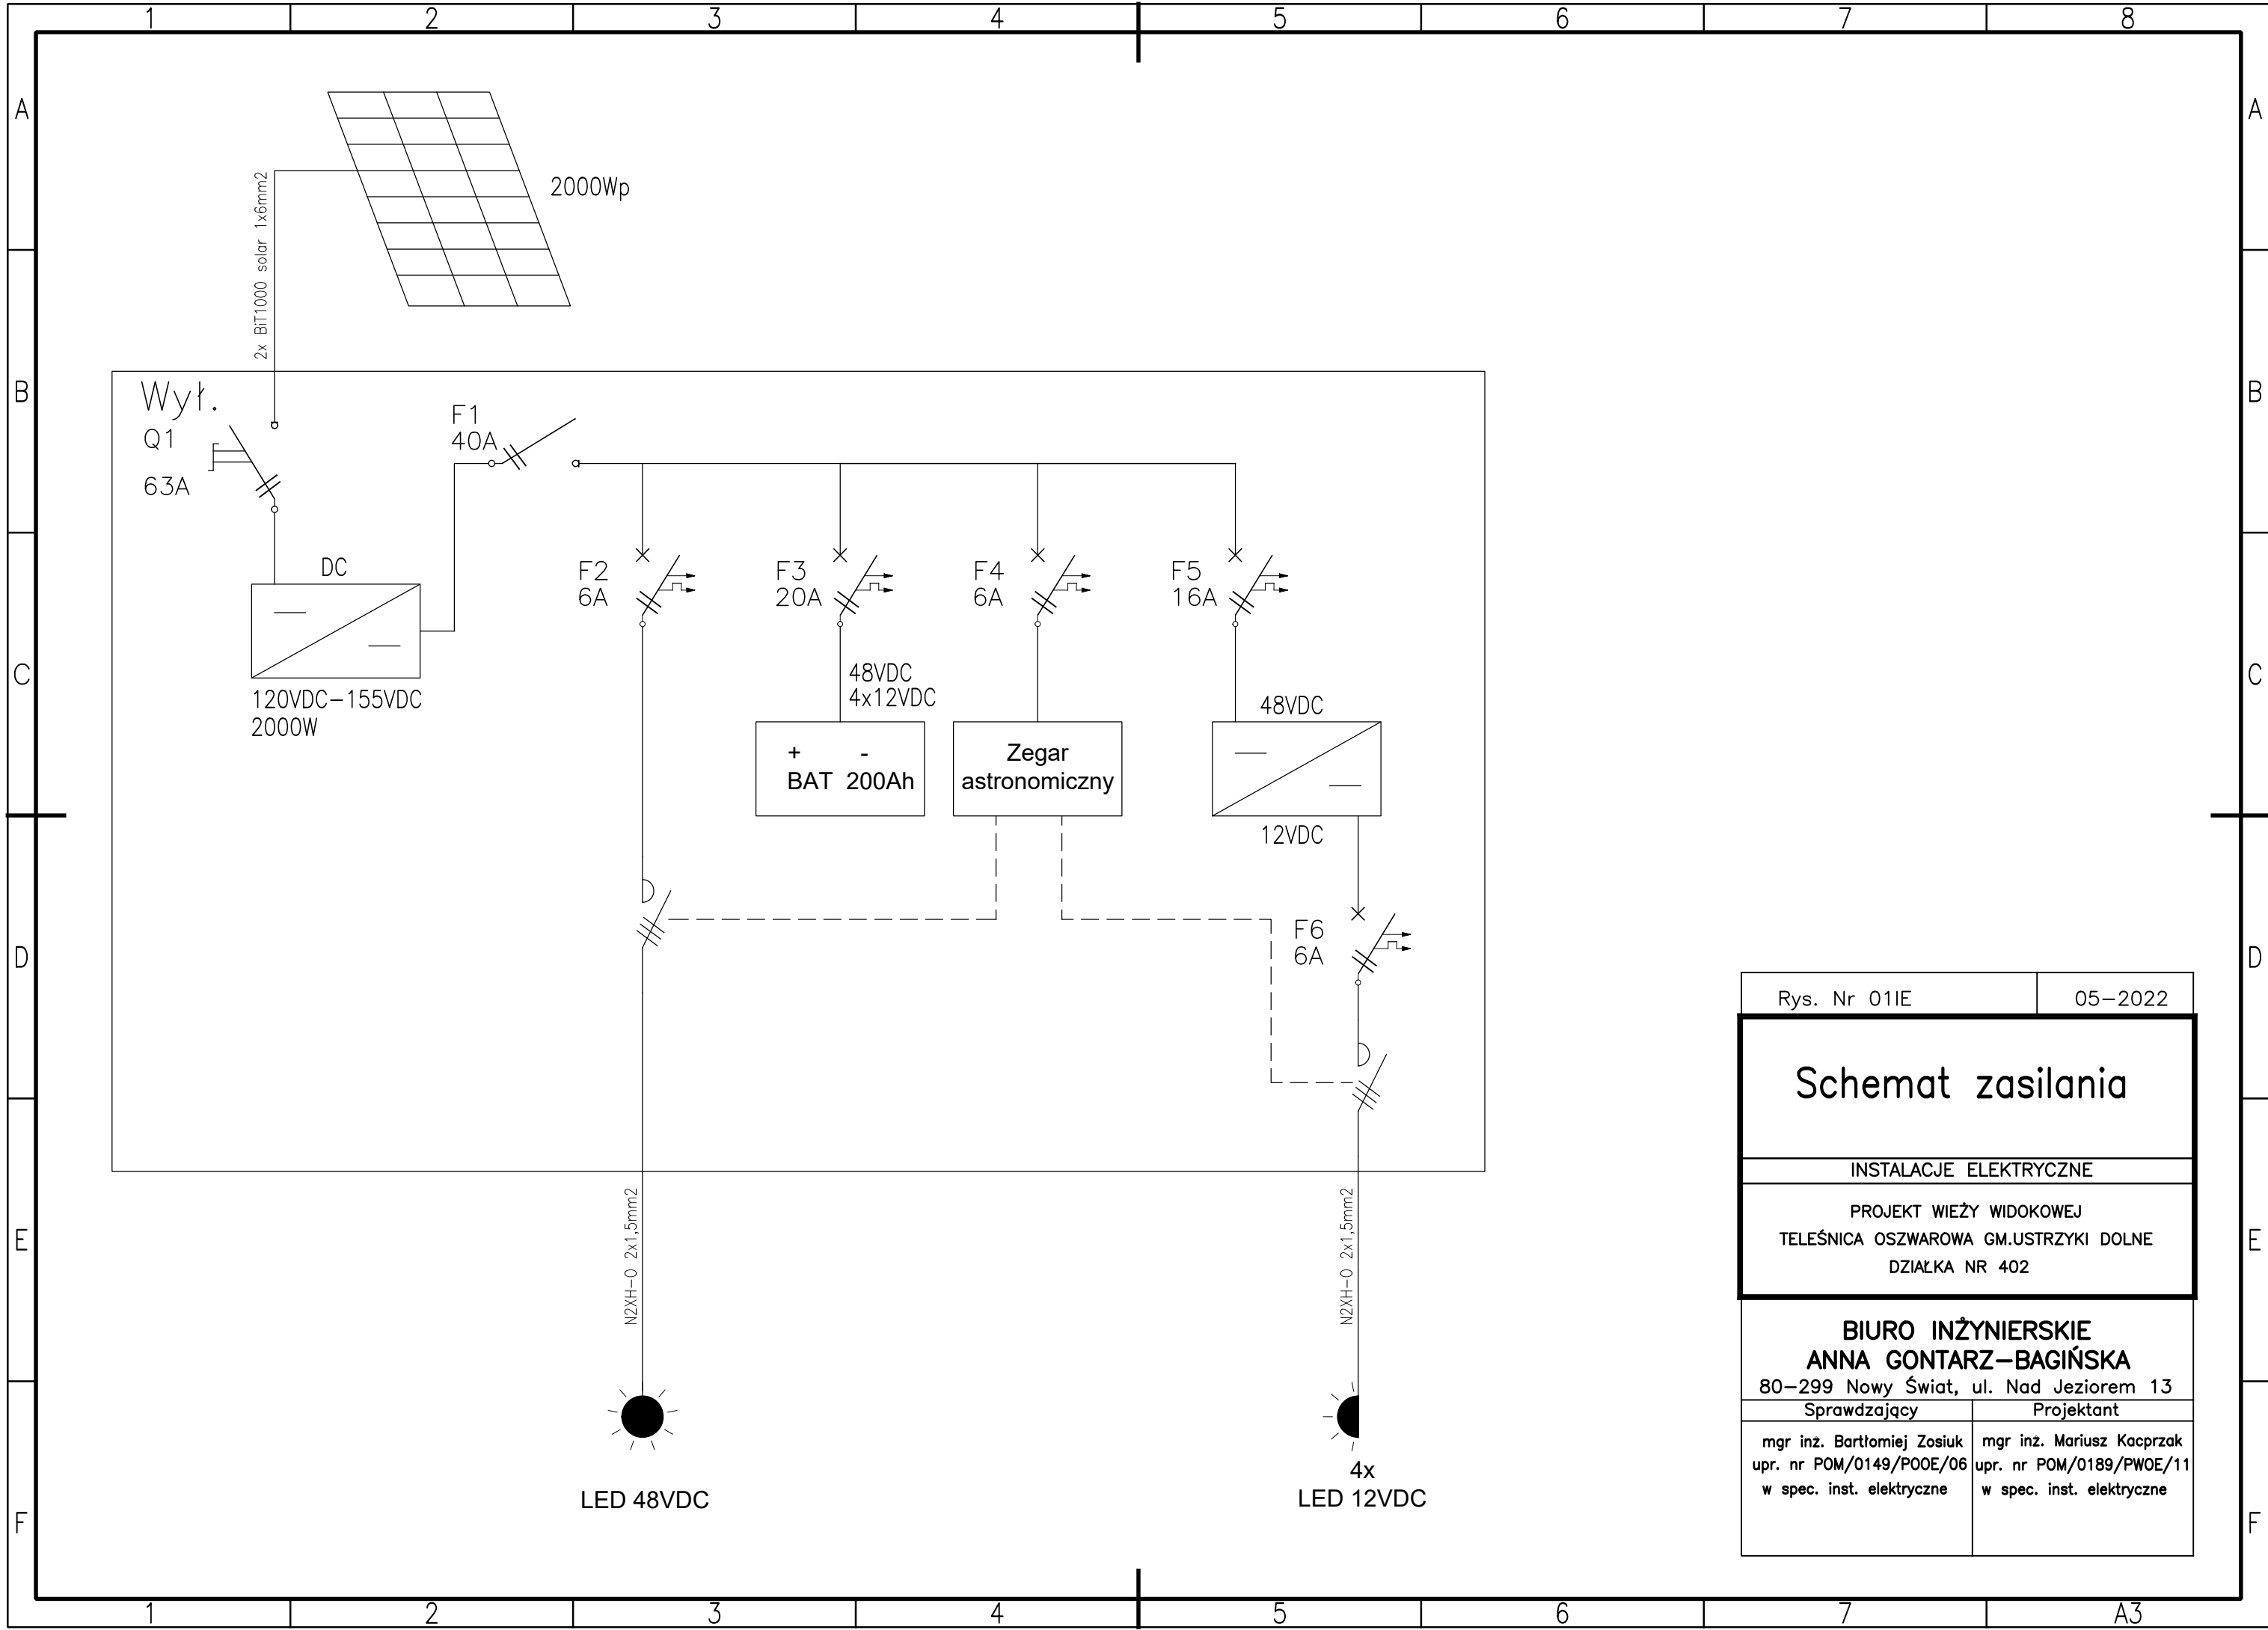 1 2 3 4 5 6 7 8
A A
2000Wp
2x BiT1000 solar 1x6mm2
B B
Wył.
Q1
63A
F1
40A
DC
120VDC-155VDC
2000W
F2
6A
F3
20A
F4
6A
F5
16A
C C
48VDC
4x12VDC
+ -
BAT 200Ah
Zegar
astronomiczny
48VDC
12VDC
F6
6A
D D
N2XH-0 2x1,5mm2
N2XH-0 2x1,5mm2
E E
LED 48VDC
4x
LED 12VDC
F F
Rys. Nr 01IE 05-2022
Schemat zasilania
INSTALACJE ELEKTRYCZNE
PROJEKT WIEŻY WIDOKOWEJ
TELEŚNICA OSZWAROWA GM.USTRZYKI DOLNE
DZIAŁKA NR 402
BIURO INŻYNIERSKIE
ANNA GONTARZ-BAGIŃSKA
80-299 Nowy Świat, ul. Nad Jeziorem 13
Sprawdzający
mgr inż. Bartłomiej Zosiuk
upr. nr POM/0149/POOE/06
w spec. inst. elektryczne
Projektant
mgr inż. Mariusz Kacprzak
upr. nr POM/0189/PWOE/11
w spec. inst. elektryczne
1 2 3 4 5 6 7 A3